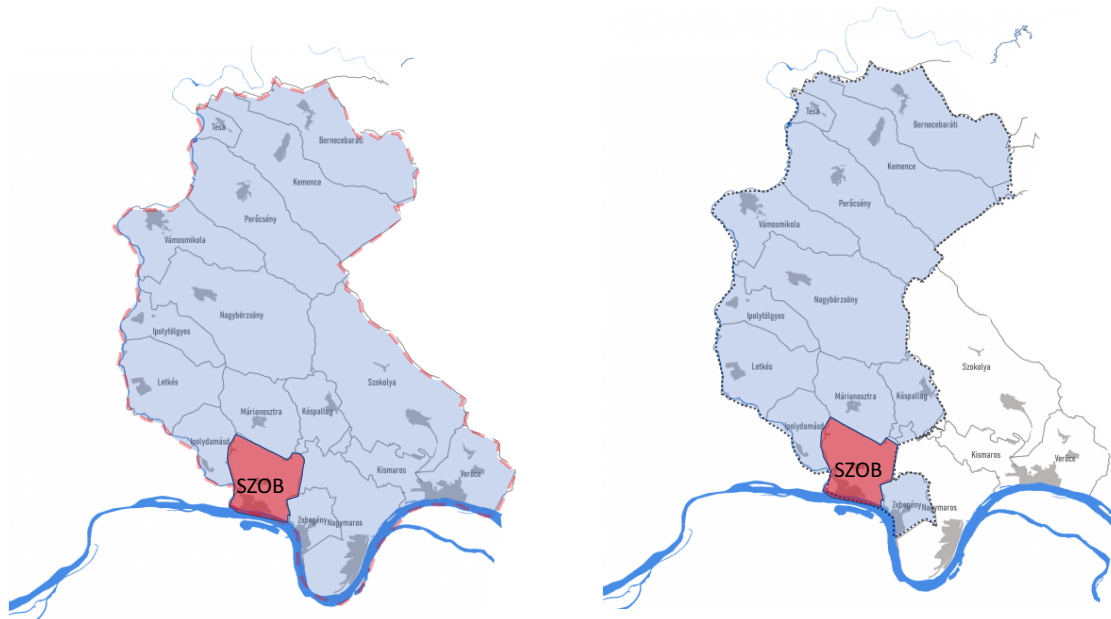 Tésa
Bernecebaráti
Kemence
Perőcsény
Vámosmikola
Nagybörzsöny
Ipolytölgyes
Letkés
Szokolya
Márianosztra
Kóspallag
Ipolydamásd
Kismaros
Verőce
SZOB
Zebegény
Nagymaros
Tésa
Bernecebaráti
Kemence
Perőcsény
Vámosmikola
Nagybörzsöny
Ipolytölgyes
Letkés
Szokolya
Márianosztra
Kóspallag
Ipolydamásd
Kismaros
Verőce
SZOB
Zebegény
Nagymaros